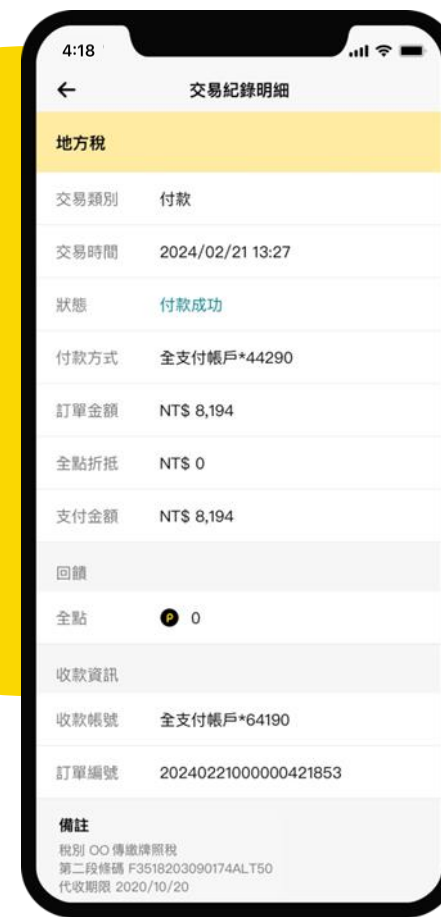 4:18
交易紀錄明細
地方稅
交易類別 付款
交易時間 2024/02/21 13:27
狀態 付款成功
付款方式 全支付帳戶*44290
訂單金額 NT$ 8,194
全點折抵 NT$ 0
支付金額 NT$ 8,194
回饋
全點 P 0
收款資訊
收款帳號 全支付帳戶*64190
訂單編號 20240221000000421853
備註
稅別 OO 傳繳牌照稅
第二段條碼 F3518203090174ALT50
代收期限 2020/10/20